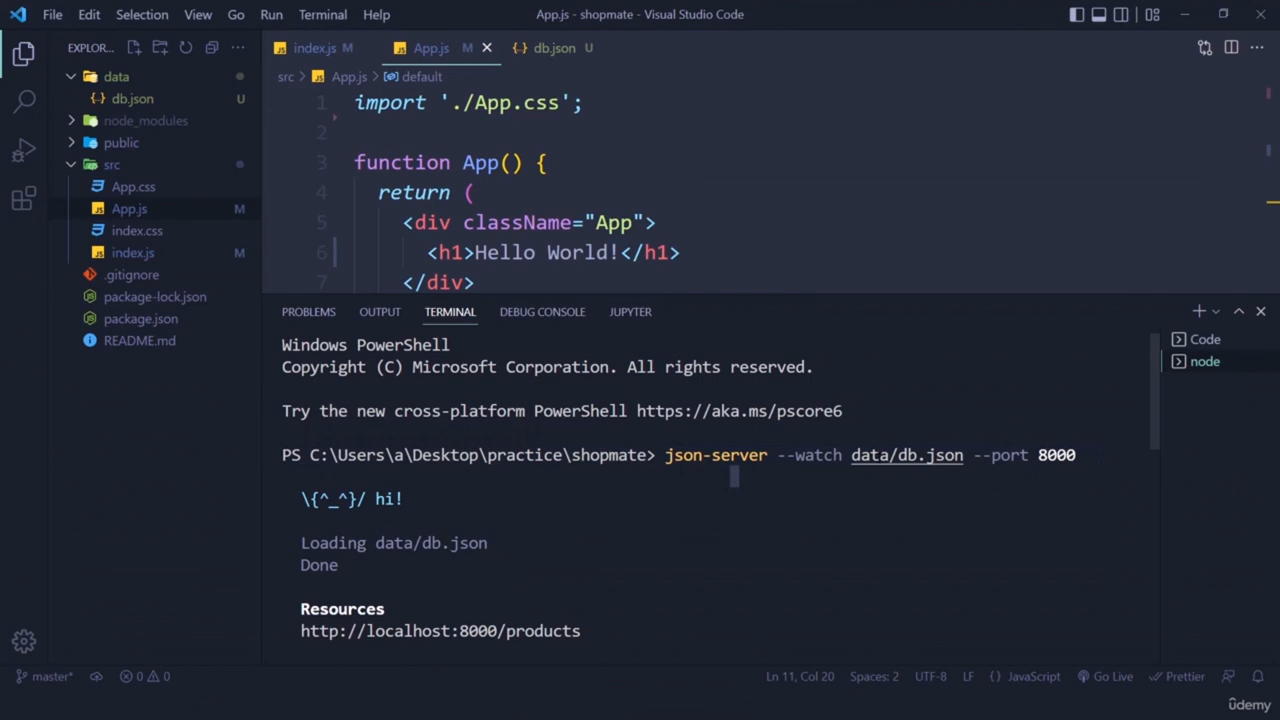 File Edit Selection View Go Run Terminal Help App.js - shopmate - Visual Studio Code
EXPLOR... ···
index.js M App.js M db.json U
data
db.json U
node_modules
public
src
App.css
App.js M
index.css
index.js M
.gitignore
package-lock.json
package.json
README.md
src > App.js > default
1 import './App.css';
2
3 function App() {
4 return (
5 <div className="App">
6 <h1>Hello World!</h1>
7 </div>
PROBLEMS OUTPUT TERMINAL DEBUG CONSOLE JUPYTER
Code
node
Windows PowerShell
Copyright (C) Microsoft Corporation. All rights reserved.
Try the new cross-platform PowerShell https://aka.ms/pscore6
PS C:\Users\a\Desktop\practice\shopmate> json-server --watch data/db.json --port 8000
\{^_^}/ hi!
Loading data/db.json
Done
Resources
http://localhost:8000/products
master* 0 0 Ln 11, Col 20 Spaces: 2 UTF-8 LF {} JavaScript Go Live Prettier
ûdemy